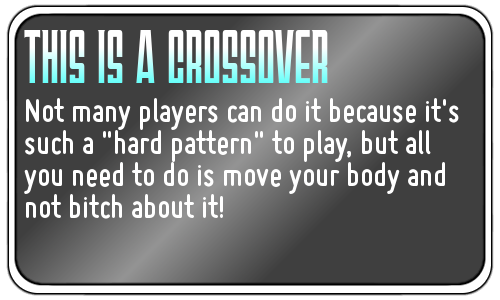 THIS IS A CROSSOVER
Not many players can do it because it's
such a "hard pattern" to play, but all
you need to do is move your body and
not bitch about it!